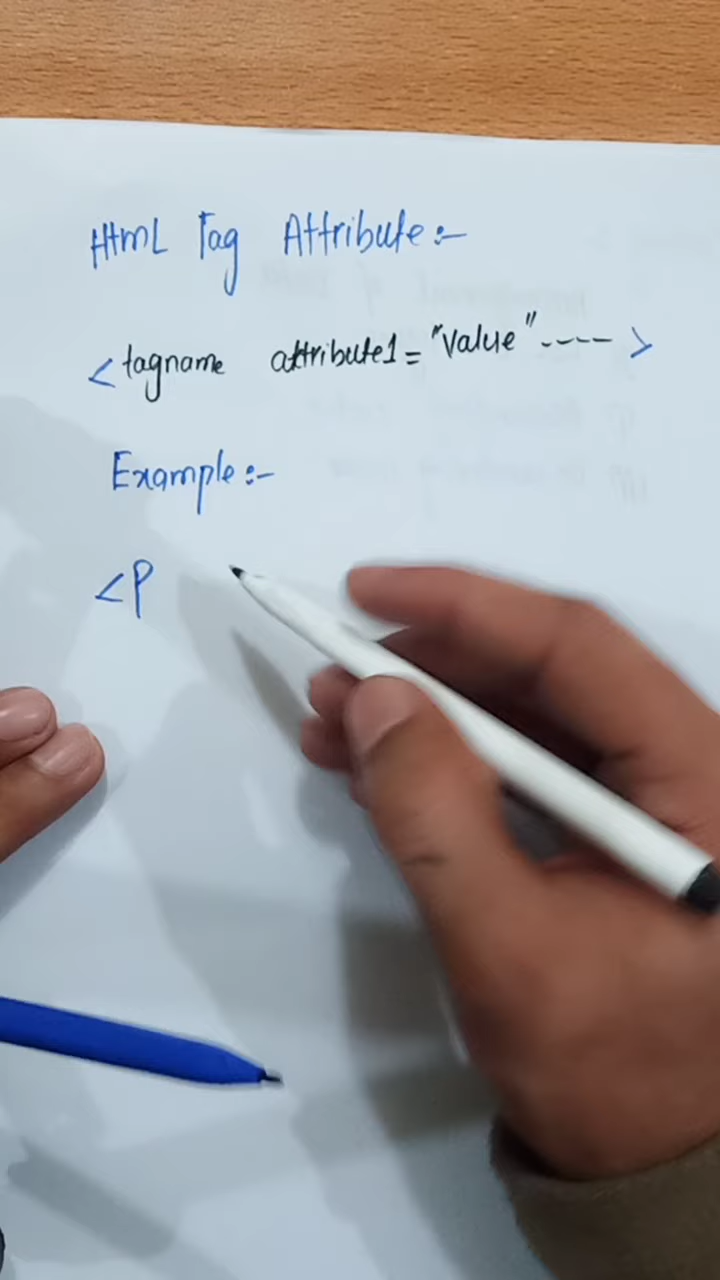 Html Tag Attribute:-
<tagname attribute1="Value"---->
Example:-
<P